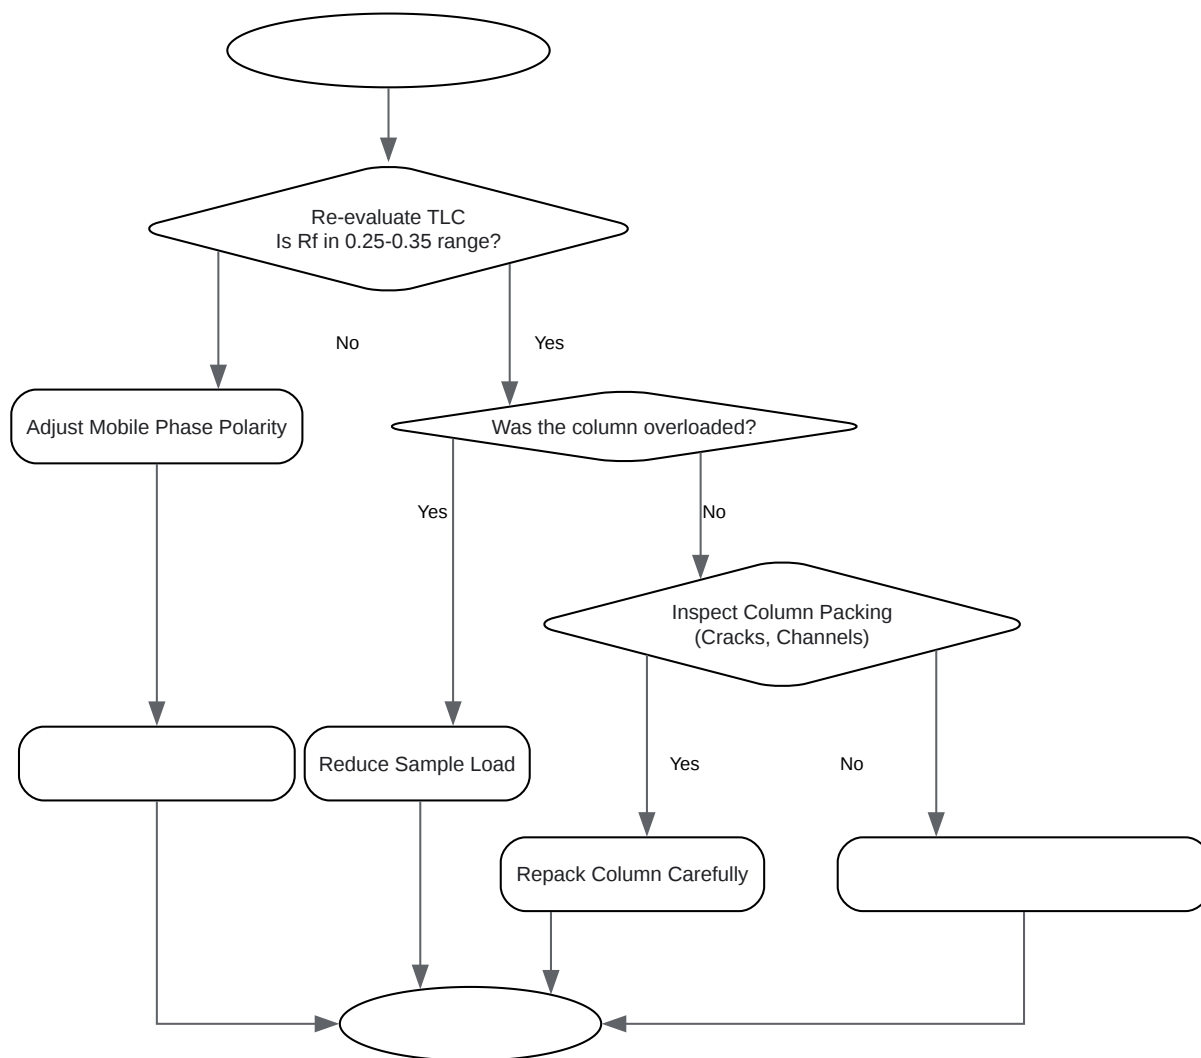 Re-evaluate TLC
Is Rf in 0.25-0.35 range?
No
Yes
Adjust Mobile Phase Polarity
Was the column overloaded?
Yes
No
Inspect Column Packing
(Cracks, Channels)
Reduce Sample Load
Yes
No
Repack Column Carefully